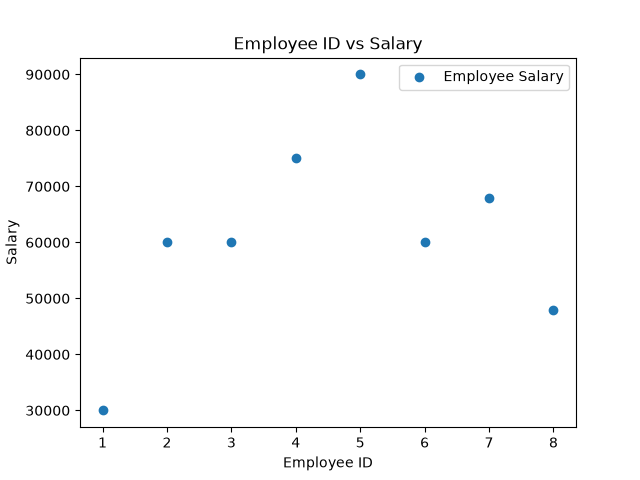 Employee ID vs Salary
Employee Salary
90000
80000
70000
60000
50000
40000
30000
Salary
1 2 3 4 5 6 7 8
Employee ID